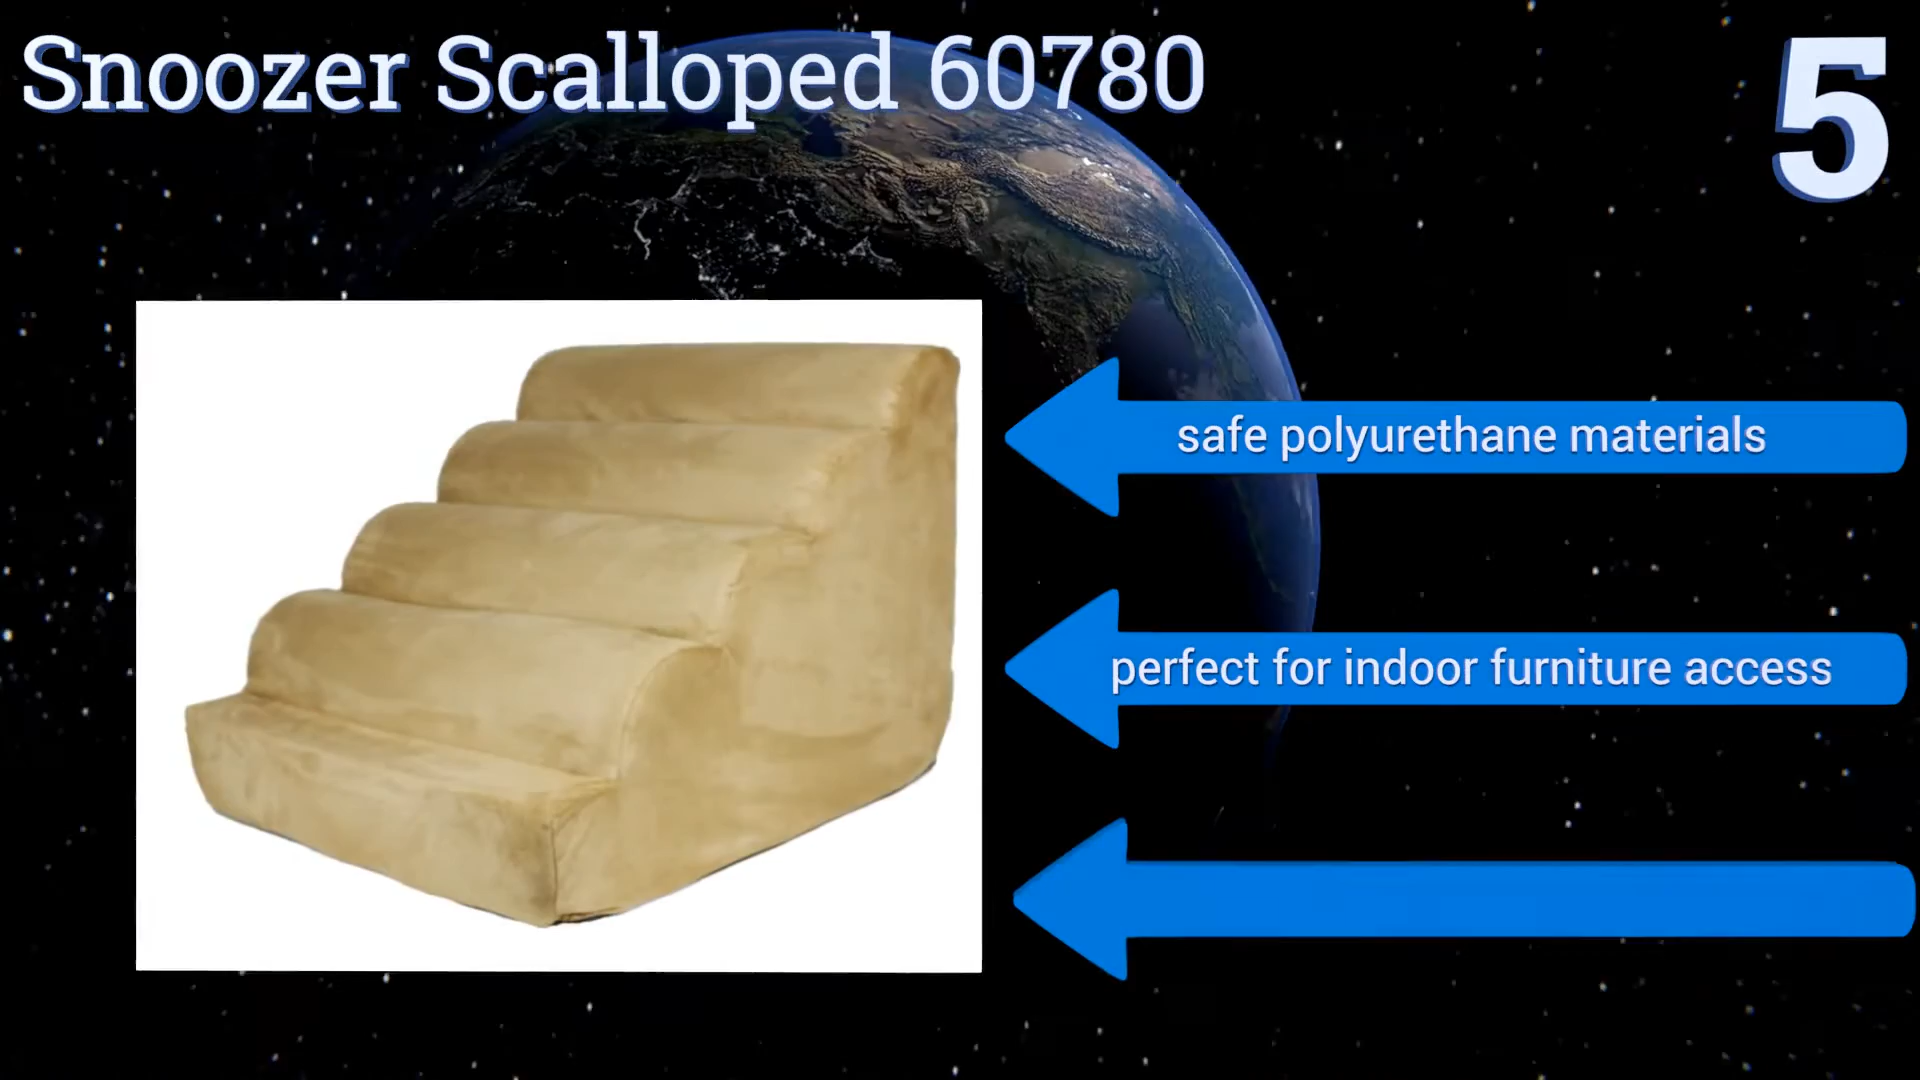 Snoozer Scalloped 60780
5
safe polyurethane materials
perfect for indoor furniture access